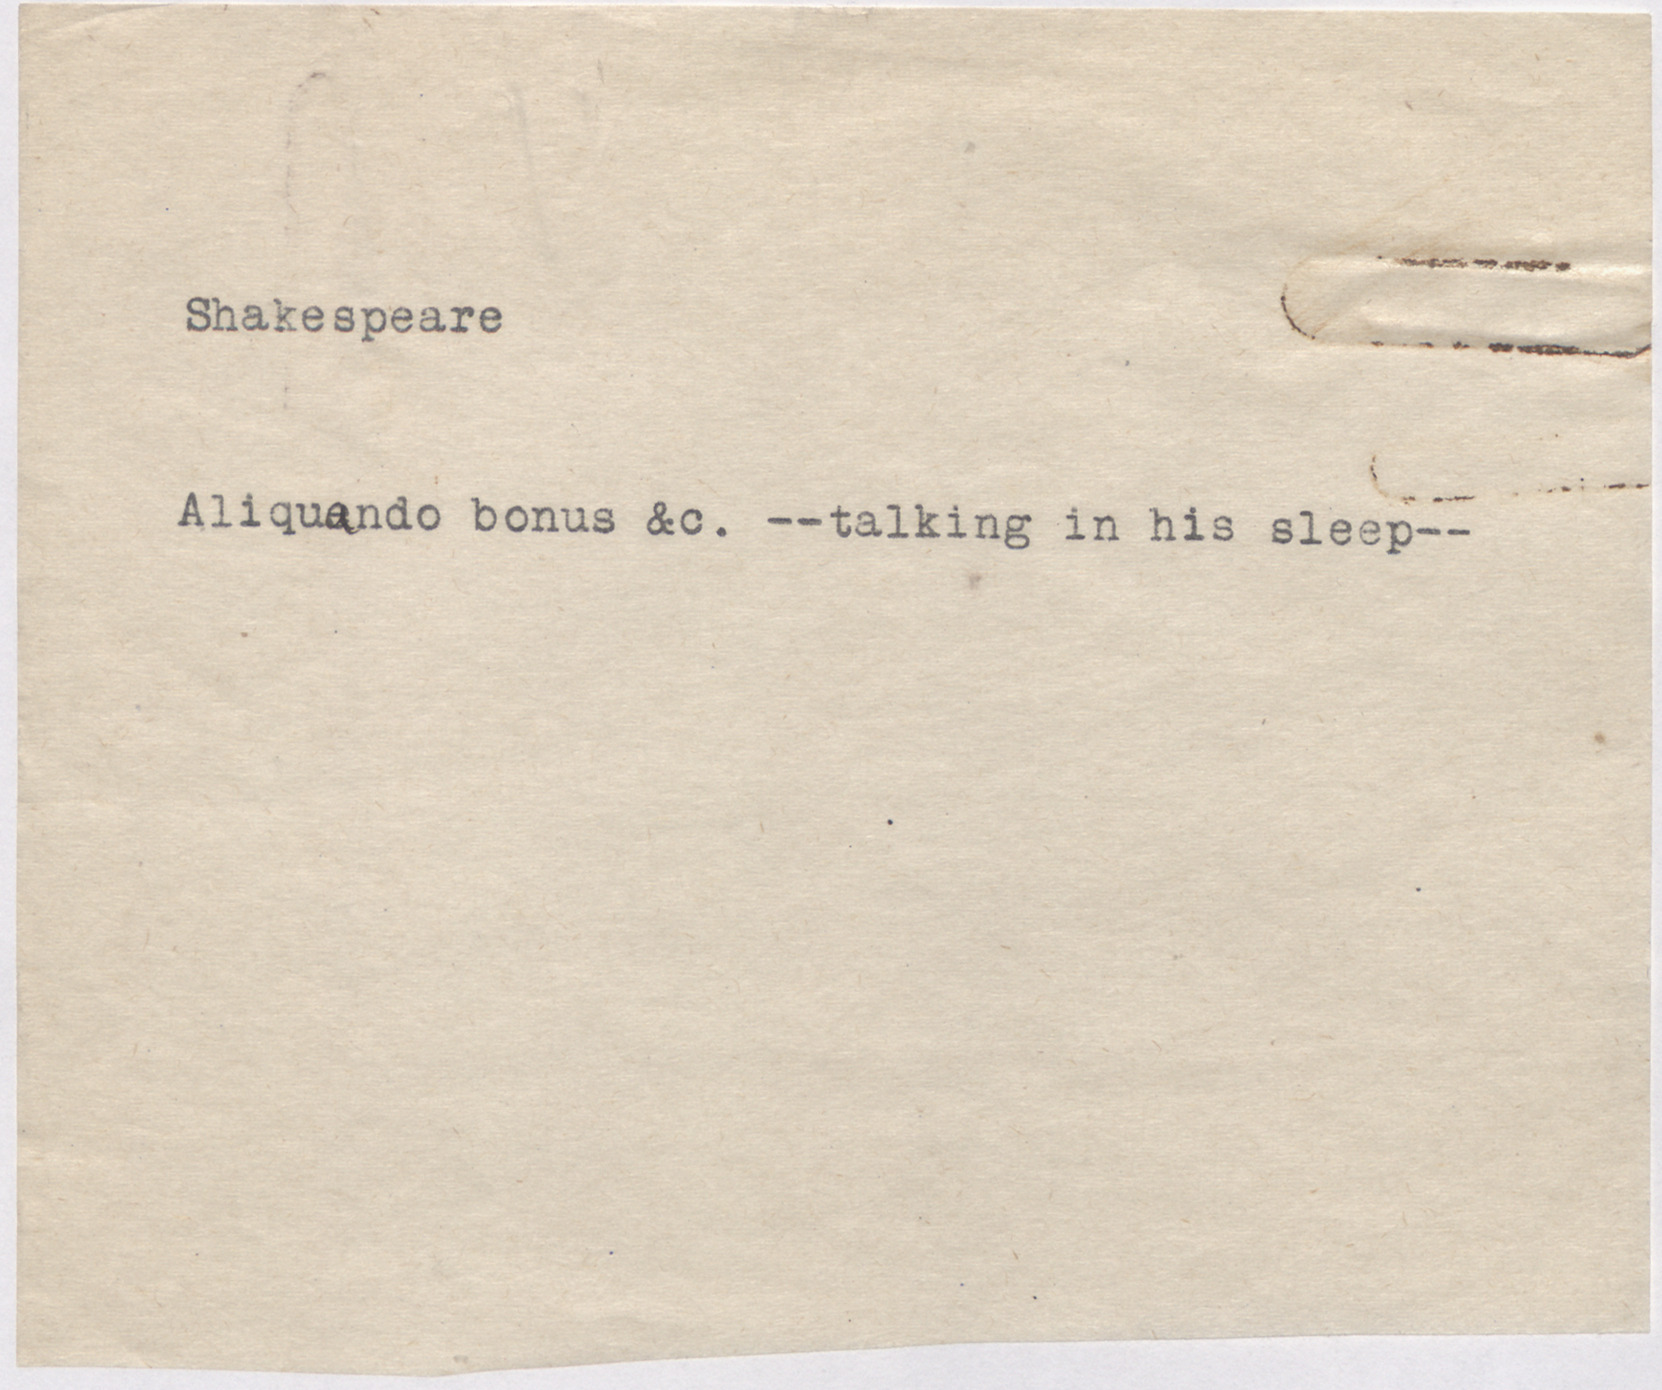 Shakespeare
Aliquando bonus &c. --talking in his sleep--